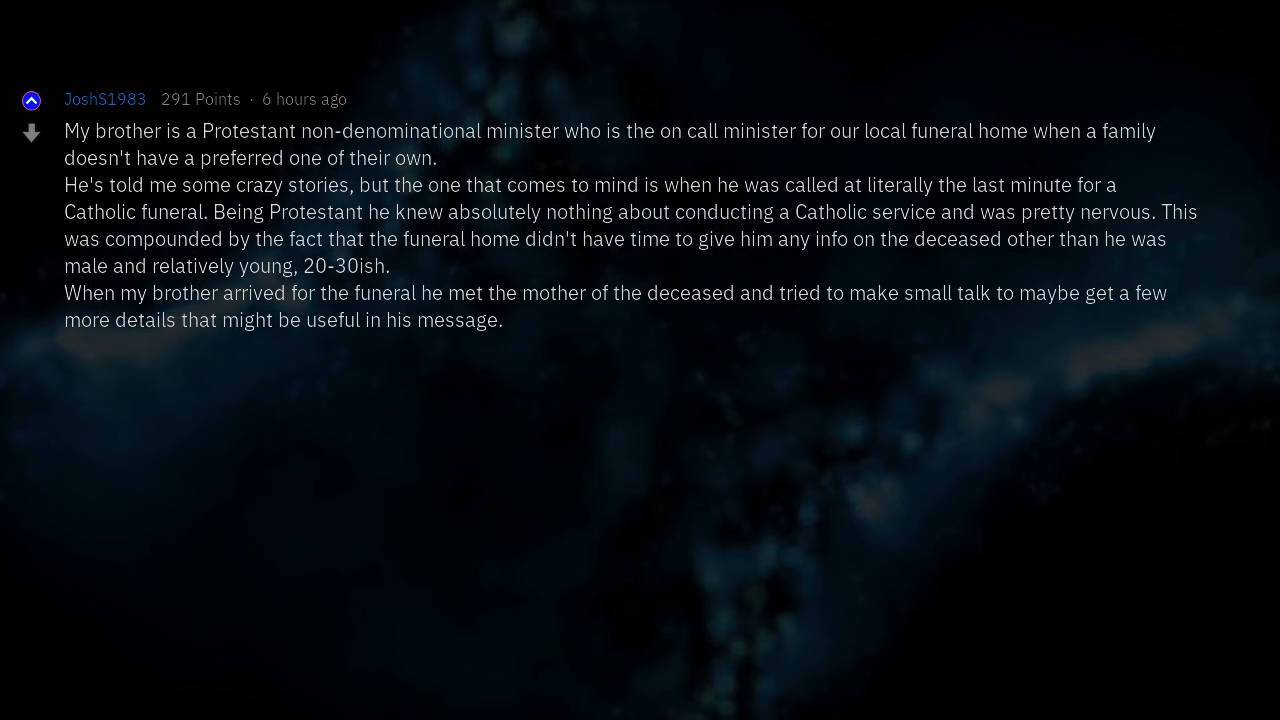 JoshS1983 291 Points · 6 hours ago
My brother is a Protestant non-denominational minister who is the on call minister for our local funeral home when a family
doesn't have a preferred one of their own.
He's told me some crazy stories, but the one that comes to mind is when he was called at literally the last minute for a
Catholic funeral. Being Protestant he knew absolutely nothing about conducting a Catholic service and was pretty nervous. This
was compounded by the fact that the funeral home didn't have time to give him any info on the deceased other than he was
male and relatively young, 20-30ish.
When my brother arrived for the funeral he met the mother of the deceased and tried to make small talk to maybe get a few
more details that might be useful in his message.